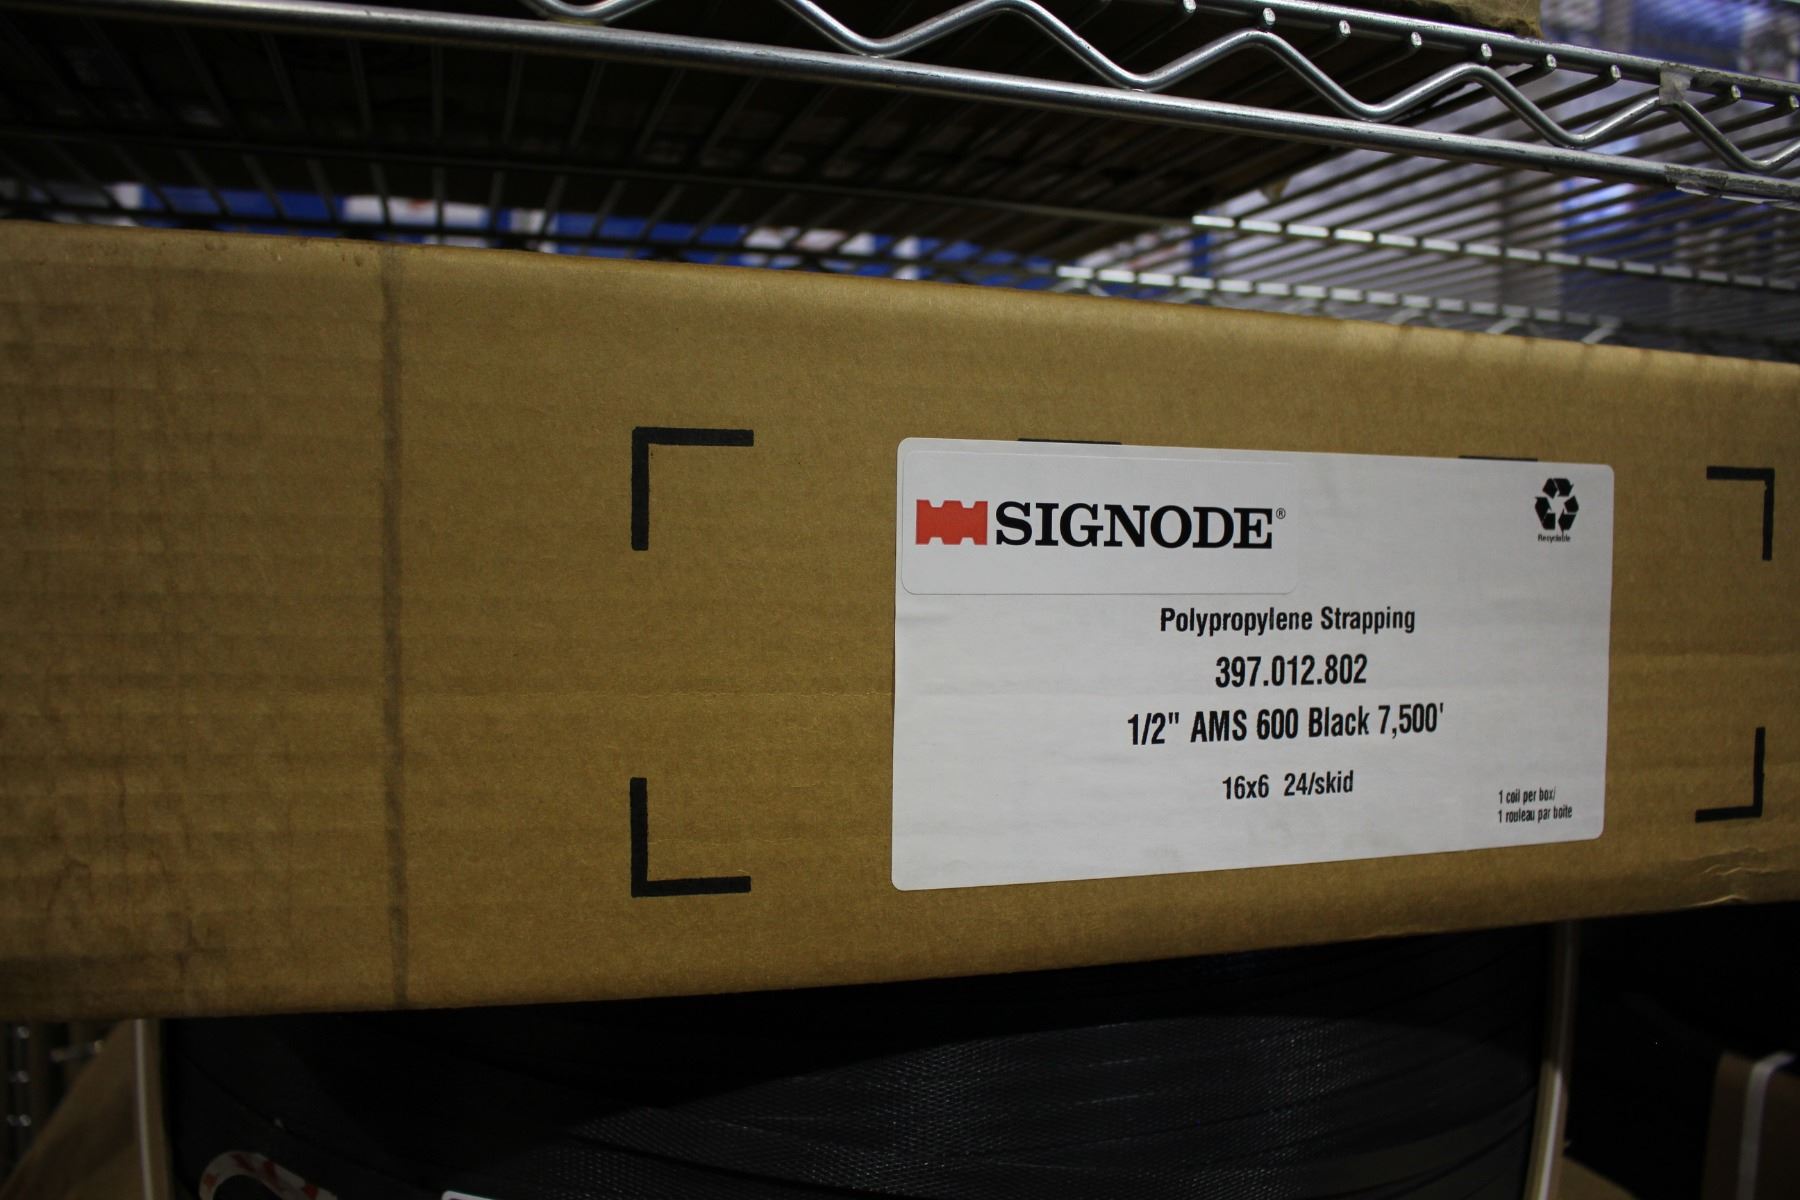 SIGNODE®
Recyclable
Polypropylene Strapping
397.012.802
1/2" AMS 600 Black 7,500'
16x6 24/skid
1 coil per box/
1 rouleau par boîte